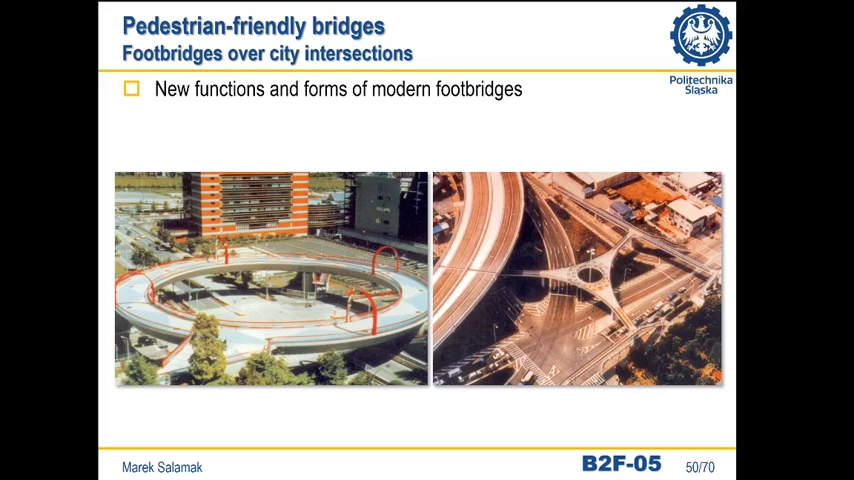 Pedestrian-friendly bridges
Footbridges over city intersections
Politechnika
Śląska
New functions and forms of modern footbridges
Marek Salamak
B2F-05
50/70